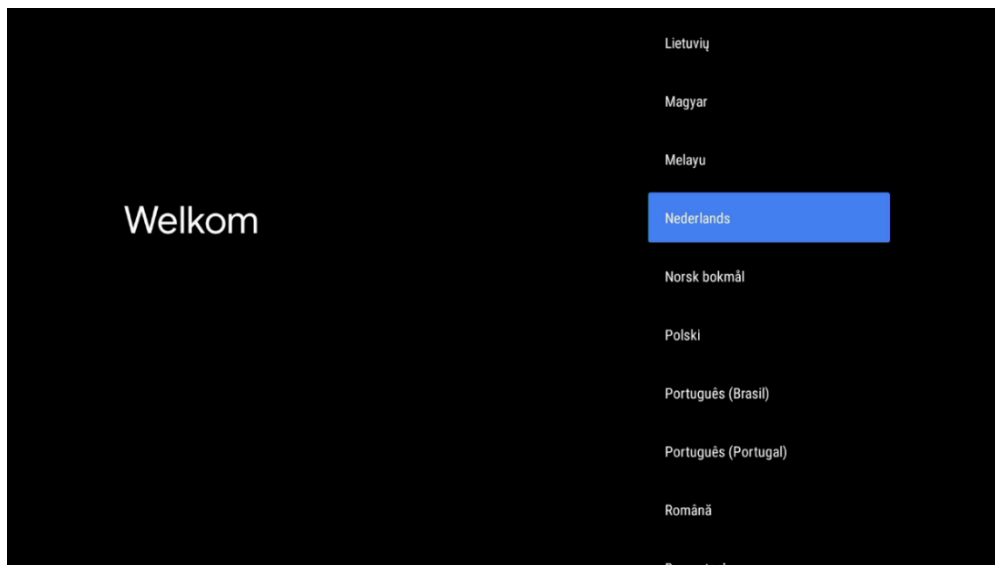 Welkom
Lietuvių
Magyar
Melayu
Nederlands
Norsk bokmål
Polski
Português (Brasil)
Português (Portugal)
Română